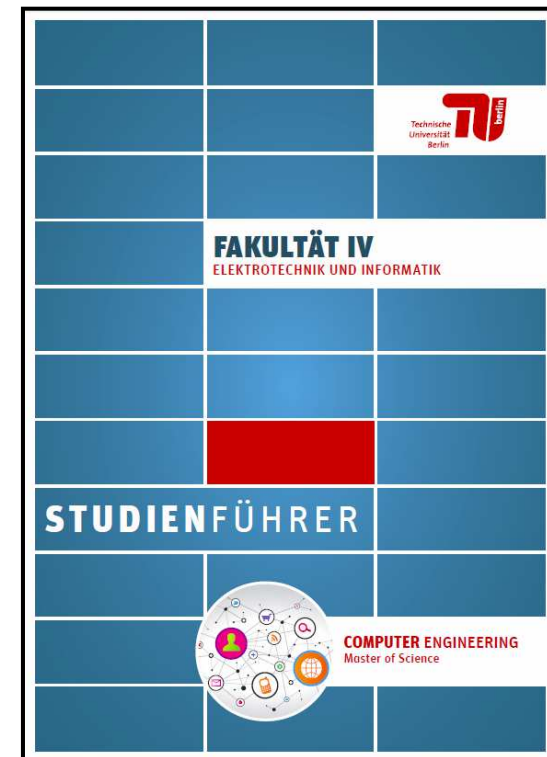 Technische
Universität
Berlin
berlin
FAKULTÄT IV
ELEKTROTECHNIK UND INFORMATIK
STUDIENFÜHRER
COMPUTER ENGINEERING
Master of Science